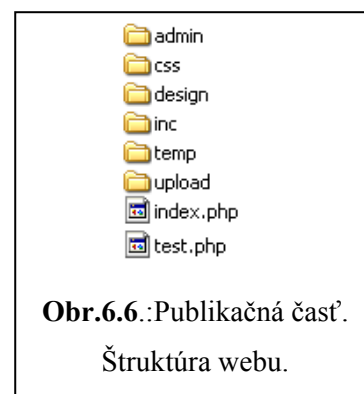 admin
css
design
inc
temp
upload
index.php
test.php
Obr.6.6.:Publikačná časť.
Štruktúra webu.